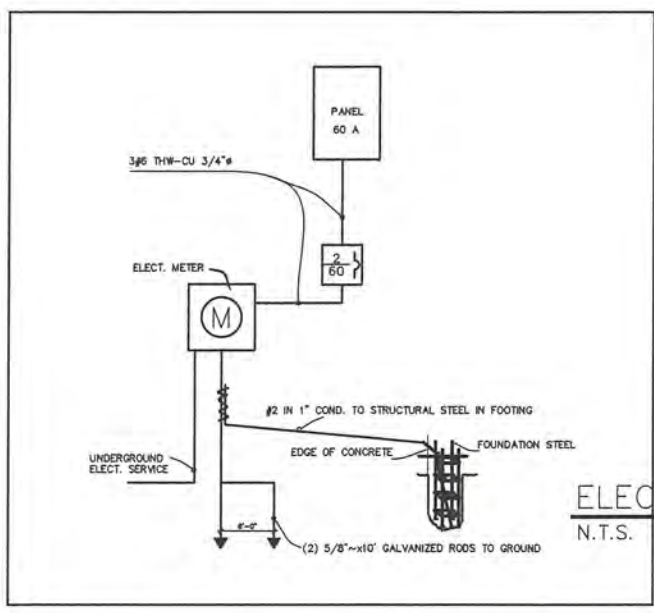 PANEL
60 A
3#6 THW-CU 3/4"ø
2
60
ELECT. METER
M
#2 IN 1" COND. TO STRUCTURAL STEEL IN FOOTING
EDGE OF CONCRETE
FOUNDATION STEEL
UNDERGROUND
ELECT. SERVICE
6'-0"
(2) 5/8"~x10' GALVANIZED RODS TO GROUND
ELEC
N.T.S.